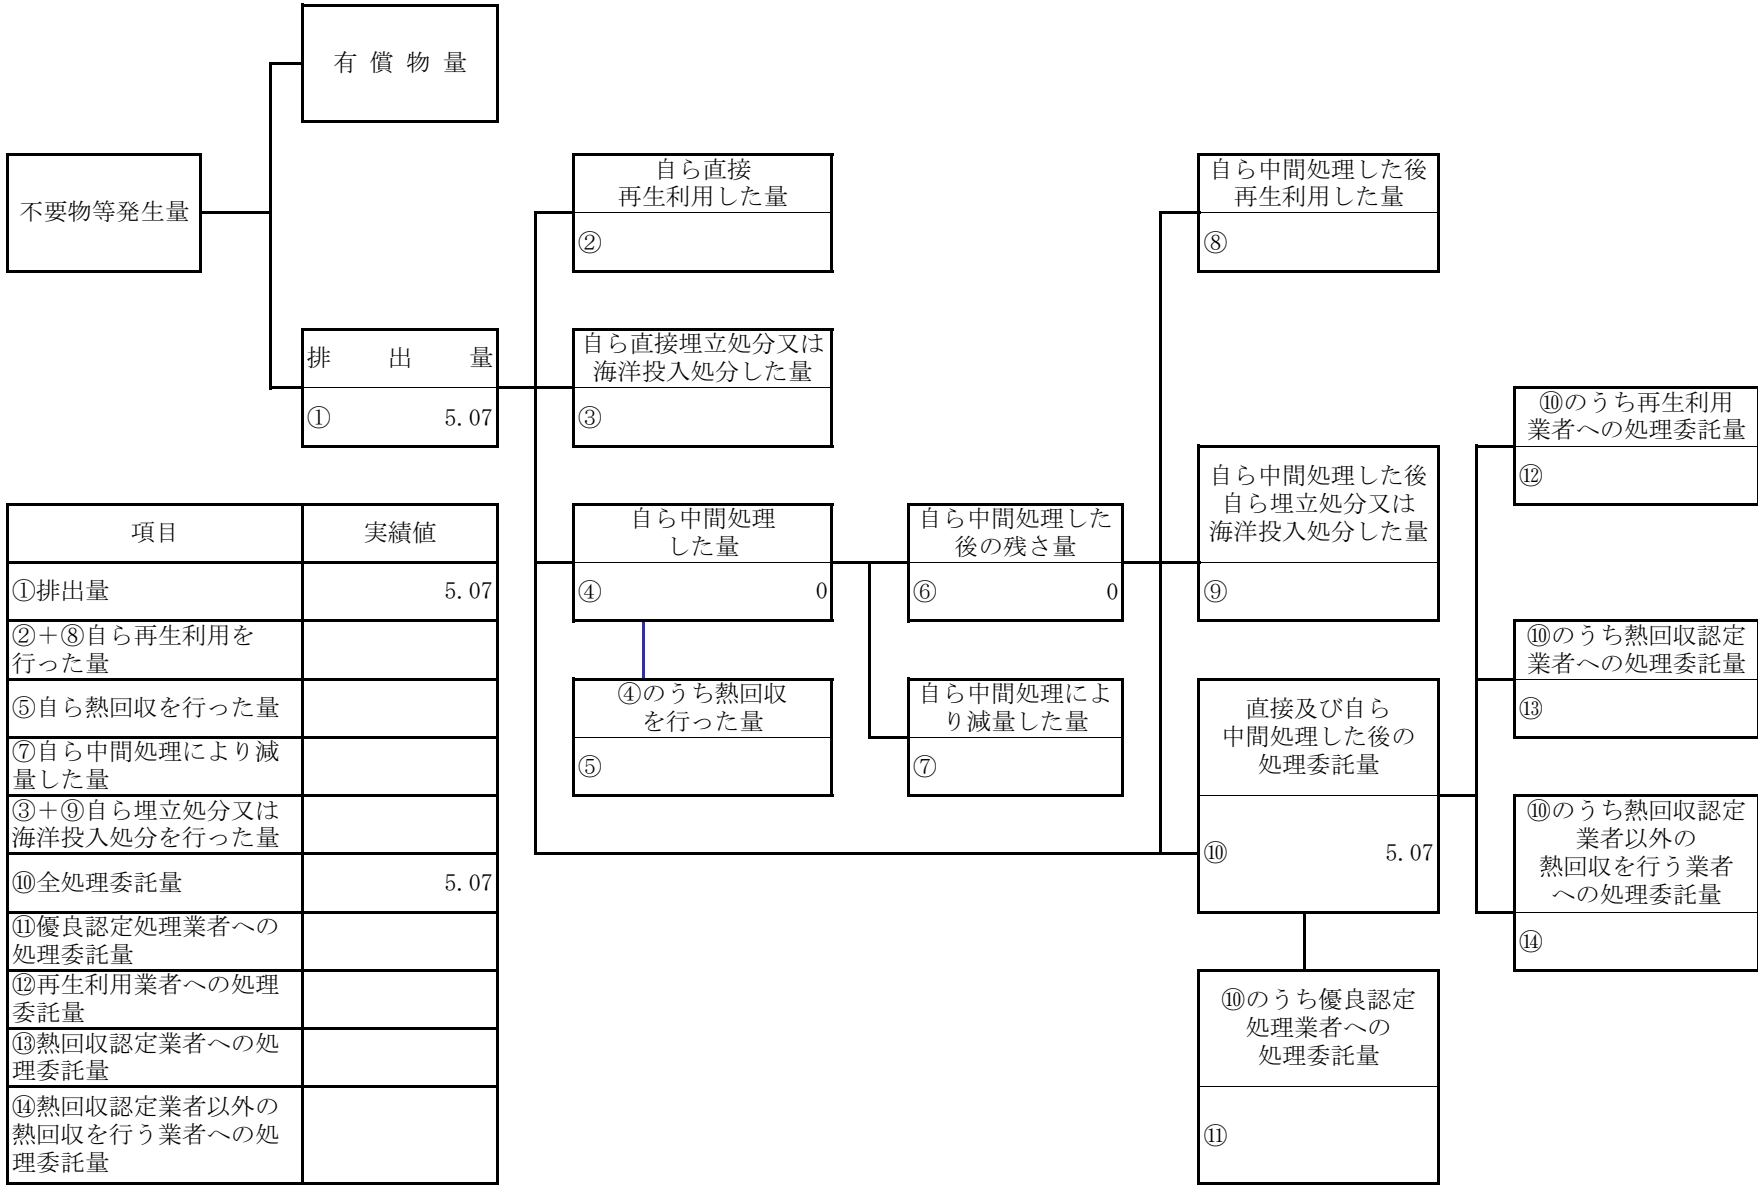 有償物量
不要物等発生量
自ら直接
再生利用した量
②
自ら中間処理した後
再生利用した量
⑧
排出量
① 5.07
自ら直接埋立処分又は
海洋投入処分した量
③
⑩のうち再生利用
業者への処理委託量
⑫
自ら中間処理
した量
④ 0
自ら中間処理した
後の残さ量
⑥ 0
自ら中間処理した後
自ら埋立処分又は
海洋投入処分した量
⑨
④のうち熱回収
を行った量
⑤
自ら中間処理によ
り減量した量
⑦
直接及び自ら
中間処理した後の
処理委託量
⑩ 5.07
⑩のうち熱回収認定
業者への処理委託量
⑬
⑩のうち熱回収認定
業者以外の
熱回収を行う業者
への処理委託量
⑭
⑩のうち優良認定
処理業者への
処理委託量
⑪
項目 実績値
①排出量 5.07
②+⑧自ら再生利用を
行った量
⑤自ら熱回収を行った量
⑦自ら中間処理により減
量した量
③+⑨自ら埋立処分又は
海洋投入処分を行った量
⑩全処理委託量 5.07
⑪優良認定処理業者への
処理委託量
⑫再生利用業者への処理
委託量
⑬熱回収認定業者への処
理委託量
⑭熱回収認定業者以外の
熱回収を行う業者への処
理委託量